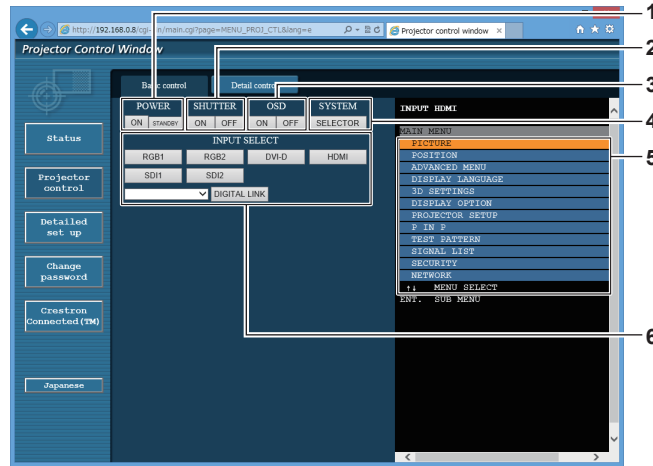 http://192.168.0.8/cgi-bin/main.cgi?page=MENU_PROJ_CTL&lang=e
Projector control window ×
Projector Control Window
Basic control
Detail control
POWER
SHUTTER
OSD
SYSTEM
ON
STANDBY
ON
OFF
ON
OFF
SELECTOR
INPUT SELECT
RGB1
RGB2
DVI-D
HDMI
SDI1
SDI2
DIGITAL LINK
Status
Projector
control
Detailed
set up
Change
password
Crestron
Connected(TM)
Japanese
INPUT HDMI
MAIN MENU
PICTURE
POSITION
ADVANCED MENU
DISPLAY LANGUAGE
3D SETTINGS
DISPLAY OPTION
PROJECTOR SETUP
P IN P
TEST PATTERN
SIGNAL LIST
SECURITY
NETWORK
↑↓ MENU SELECT
ENT. SUB MENU
1
2
3
4
5
6